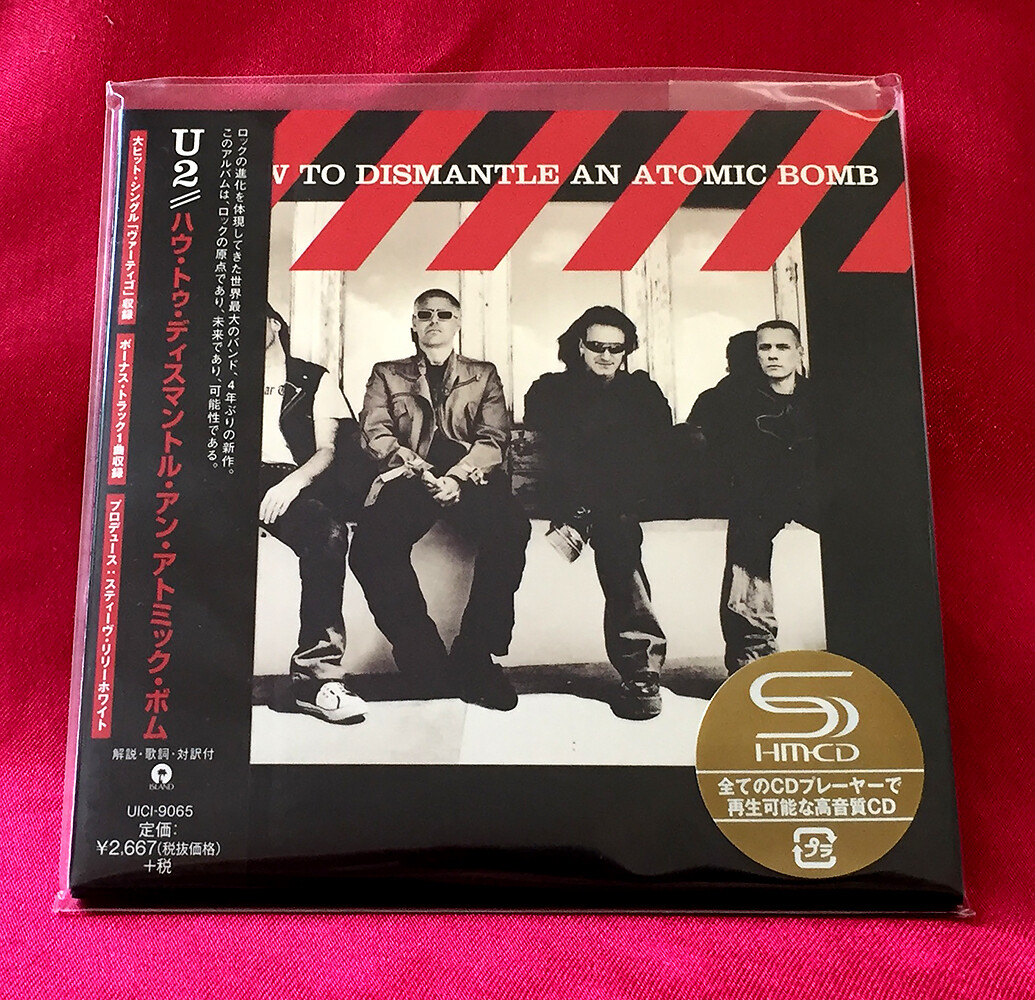 U2//ハウ・トゥ・ディスマントル・アン・アトミック・ボム
ロックの進化を体現してきた世界最大のバンド、4年ぶりの新作。
このアルバムは、ロックの原点であり、未来であり、可能性である。
大ヒット・シングル「ヴァーティゴ」収録
ボーナス・トラック1曲収録
プロデュース:スティーヴ・リリーホワイト
解説・歌詞・対訳付
ISLAND
UICI-9065
定価:
¥2,667(税抜価格)
+税
W TO DISMANTLE AN ATOMIC BOMB
SHM-CD
全てのCDプレーヤーで
再生可能な高音質CD
プラ